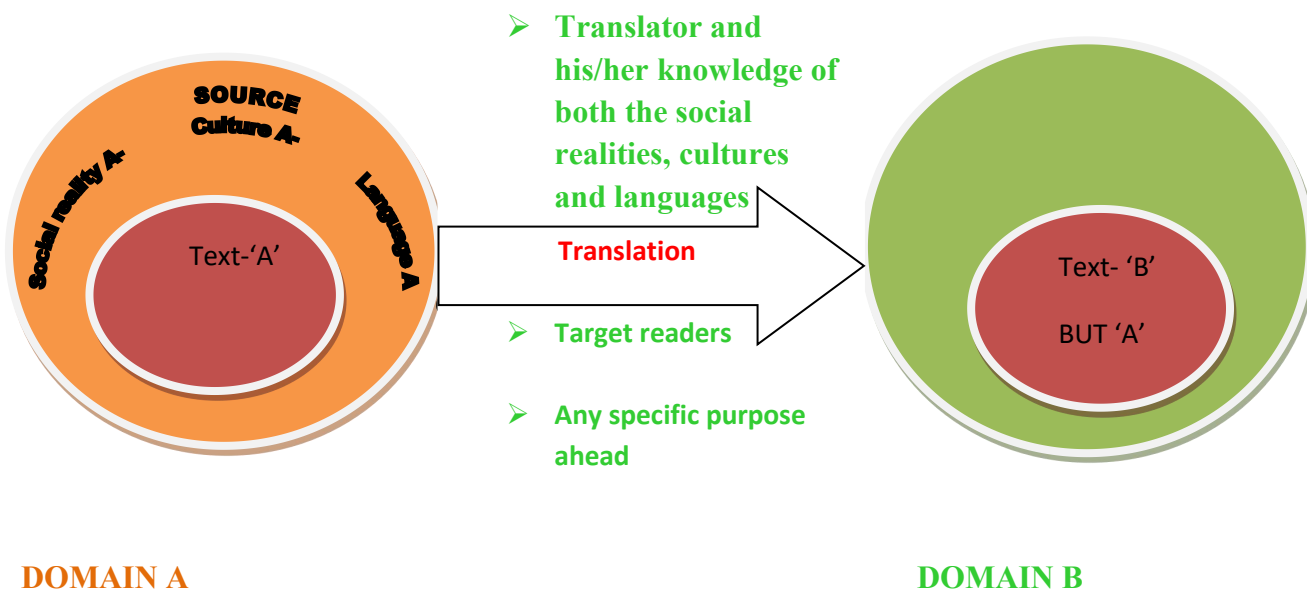 SOURCE
Culture A-
Social reality A-
Language A
Text-‘A’
➢ Translator and
his/her knowledge of
both the social
realities, cultures
and languages
Translation
➢ Target readers
➢ Any specific purpose
ahead
Text- ‘B’
BUT ‘A’
DOMAIN A
DOMAIN B